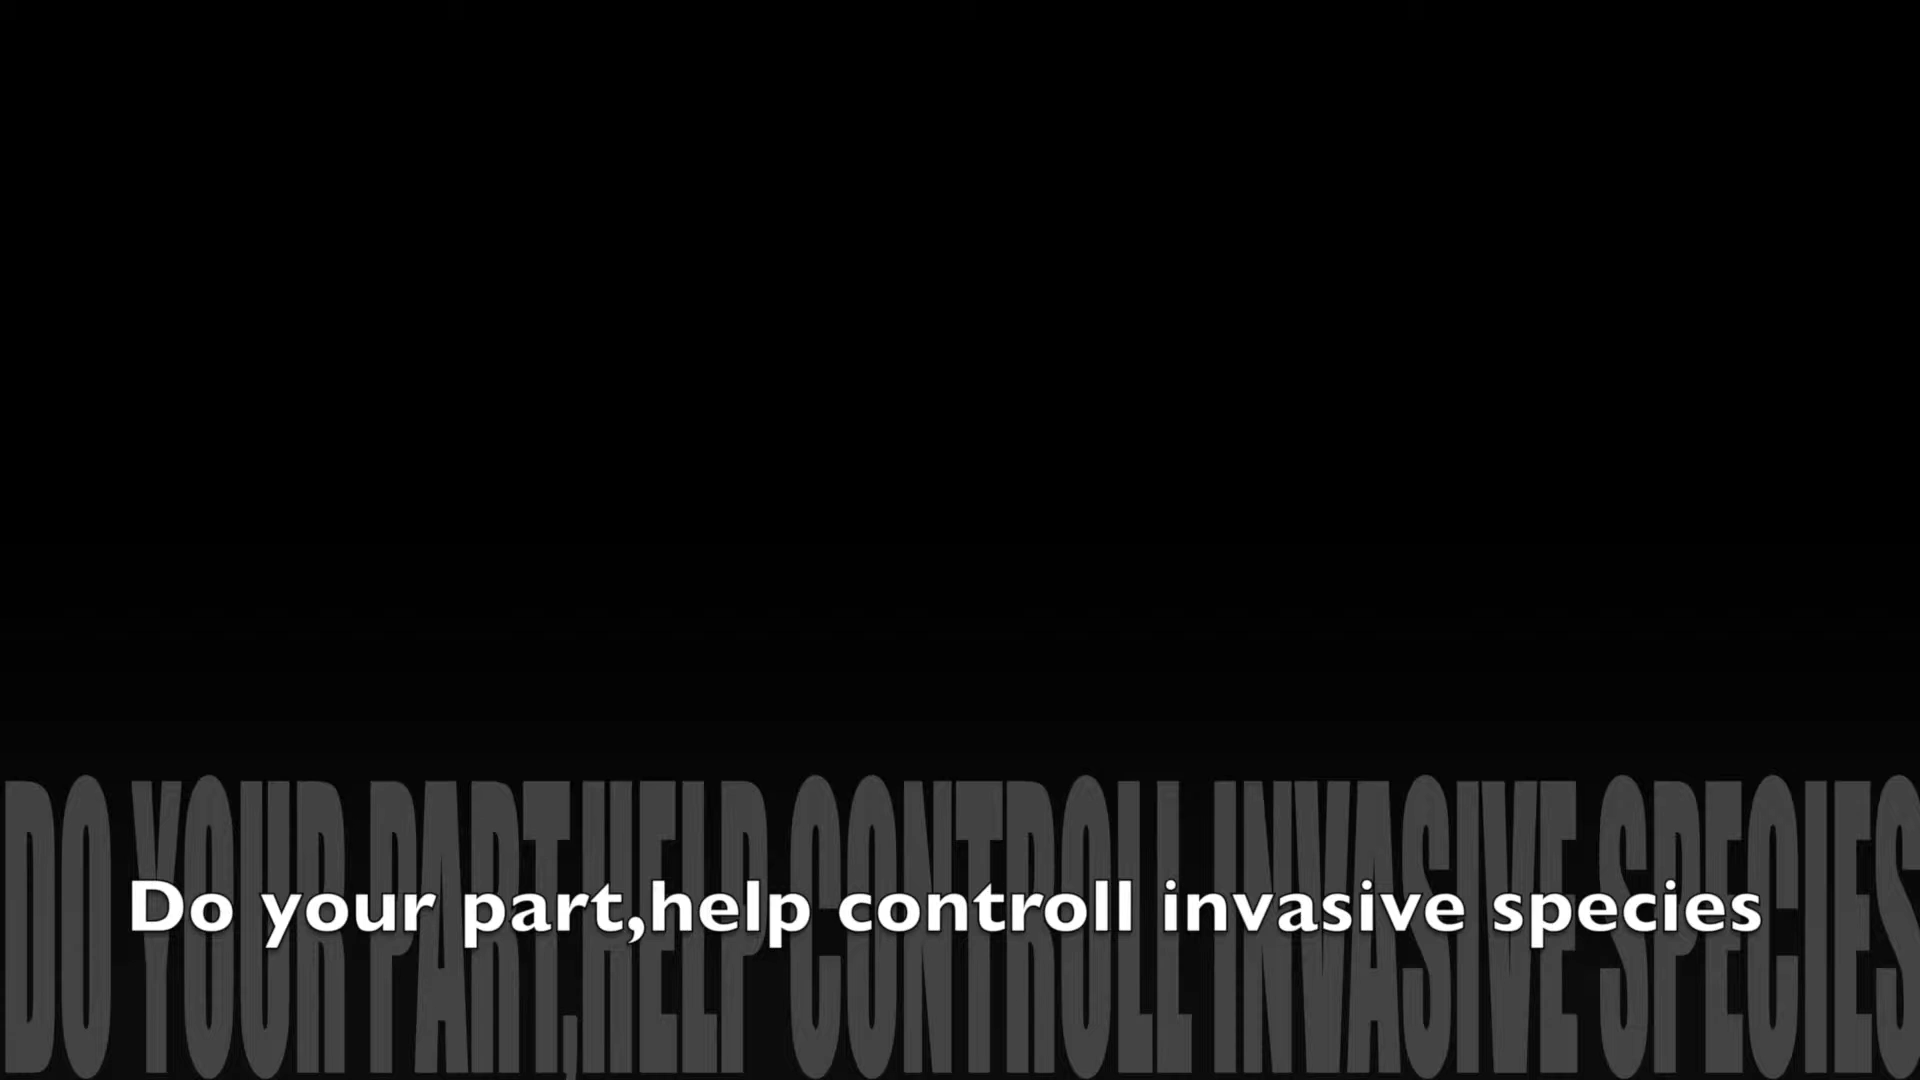 DO YOUR PART,HELP CONTROLL INVASIVE SPECIES
Do your part,help controll invasive species